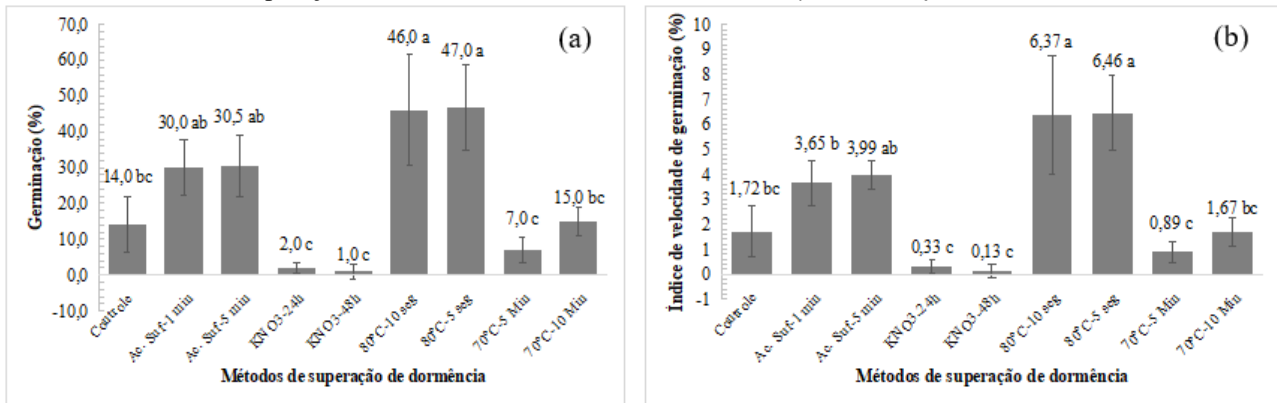 (a)
Germinação (%)
70,0
60,0
50,0
40,0
30,0
20,0
10,0
0,0
-10,0
14,0 bc
30,0 ab
30,5 ab
2,0 c
1,0 c
46,0 a
47,0 a
7,0 c
15,0 bc
Controle
Ac. Suf-1 min
Ac. Suf-5 min
KNO3-24h
KNO3-48h
80°C-10 seg
80°C-5 seg
70°C-5 Min
70°C-10 Min
Métodos de superação de dormência
(b)
Índice de velocidade de germinação (%)
10
9
8
7
6
5
4
3
2
1
0
-1
1,72 bc
3,65 b
3,99 ab
0,33 c
0,13 c
6,37 a
6,46 a
0,89 c
1,67 bc
Controle
Ac. Suf-1 min
Ac. Suf-5 min
KNO3-24h
KNO3-48h
80°C-10 seg
80°C-5 seg
70°C-5 Min
70°C-10 Min
Métodos de superação de dormência